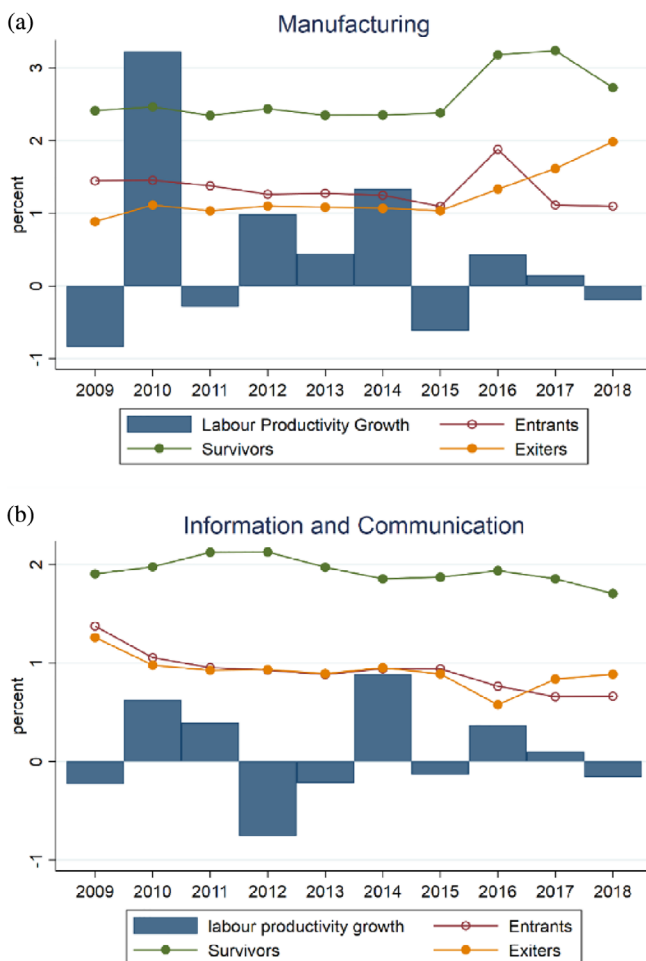 (a)
Manufacturing
3
2
1
0
-1
percent
2009 2010 2011 2012 2013 2014 2015 2016 2017 2018
Labour Productivity Growth Entrants
Survivors Exiters
(b)
Information and Communication
2
1
0
-1
percent
2009 2010 2011 2012 2013 2014 2015 2016 2017 2018
labour productivity growth Entrants
Survivors Exiters